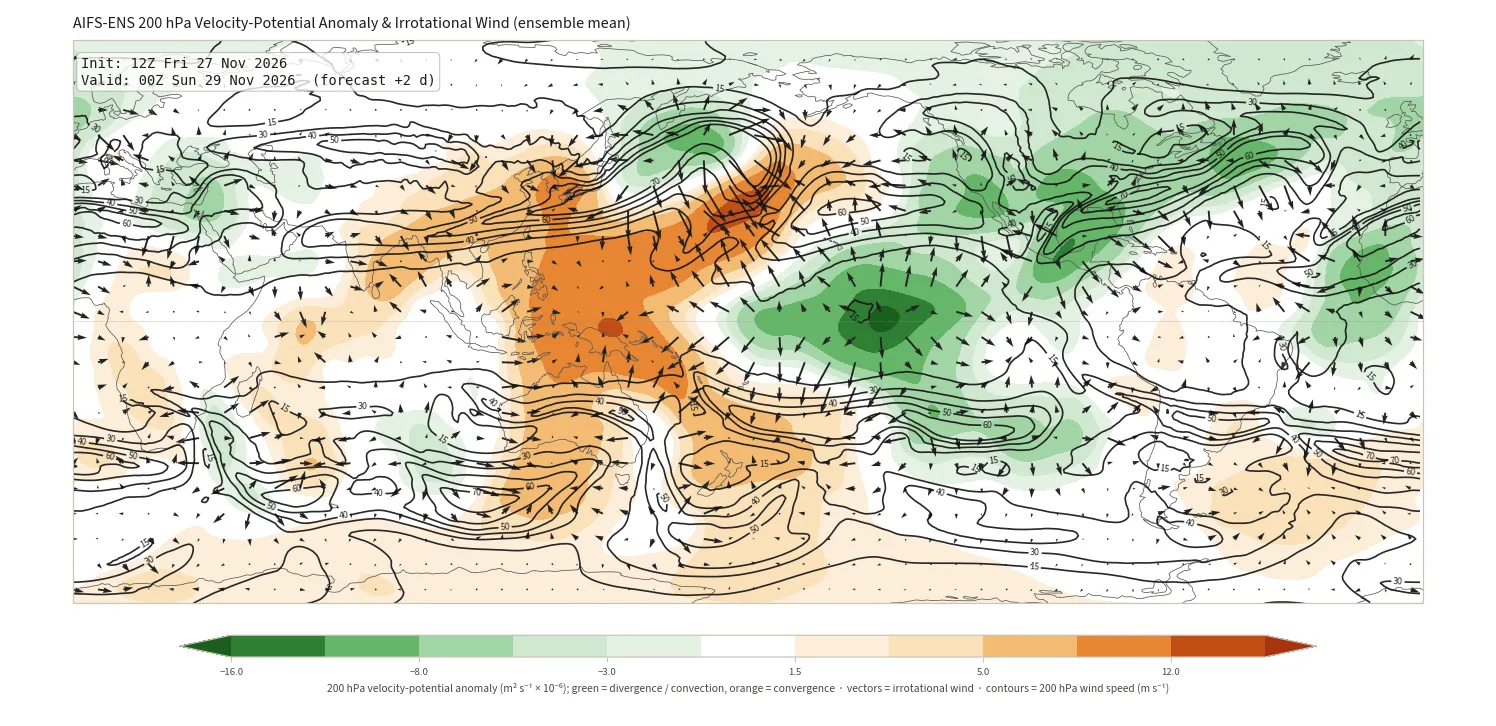 AIFS-ENS 200 hPa Velocity-Potential Anomaly & Irrotational Wind (ensemble mean)
Init: 12Z Fri 27 Nov 2026
Valid: 00Z Sun 29 Nov 2026 (forecast +2 d)
−16.0 −8.0 −3.0 1.5 5.0 12.0
200 hPa velocity-potential anomaly (m² s⁻¹ × 10⁻⁶); green = divergence / convection, orange = convergence · vectors = irrotational wind · contours = 200 hPa wind speed (m s⁻¹)